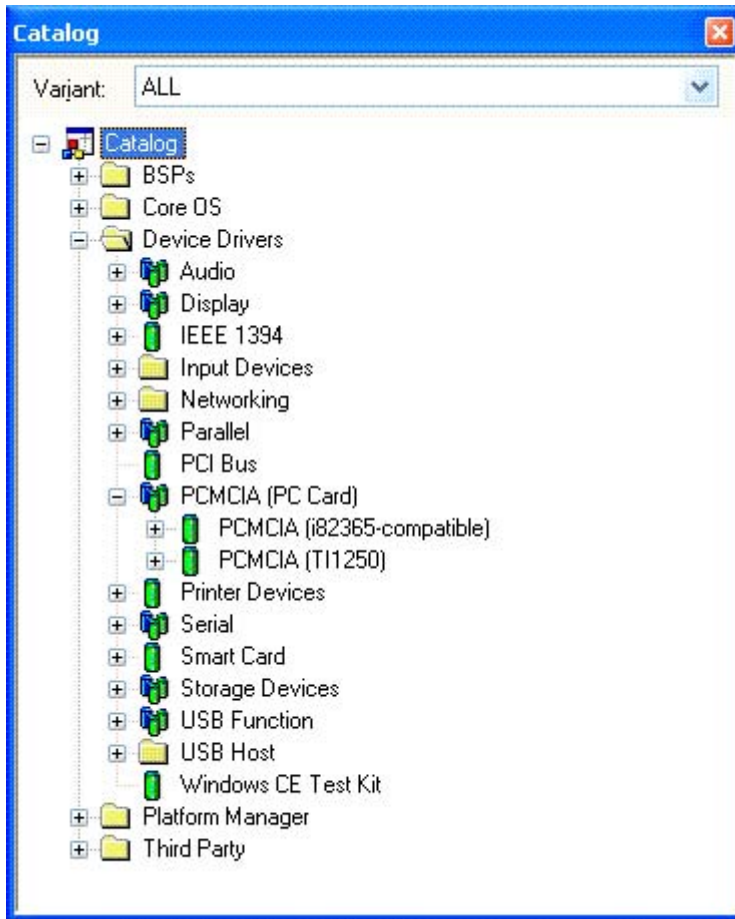 Catalog
Variant: ALL
Catalog
BSPs
Core OS
Device Drivers
Audio
Display
IEEE 1394
Input Devices
Networking
Parallel
PCI Bus
PCMCIA (PC Card)
PCMCIA (i82365-compatible)
PCMCIA (TI1250)
Printer Devices
Serial
Smart Card
Storage Devices
USB Function
USB Host
Windows CE Test Kit
Platform Manager
Third Party